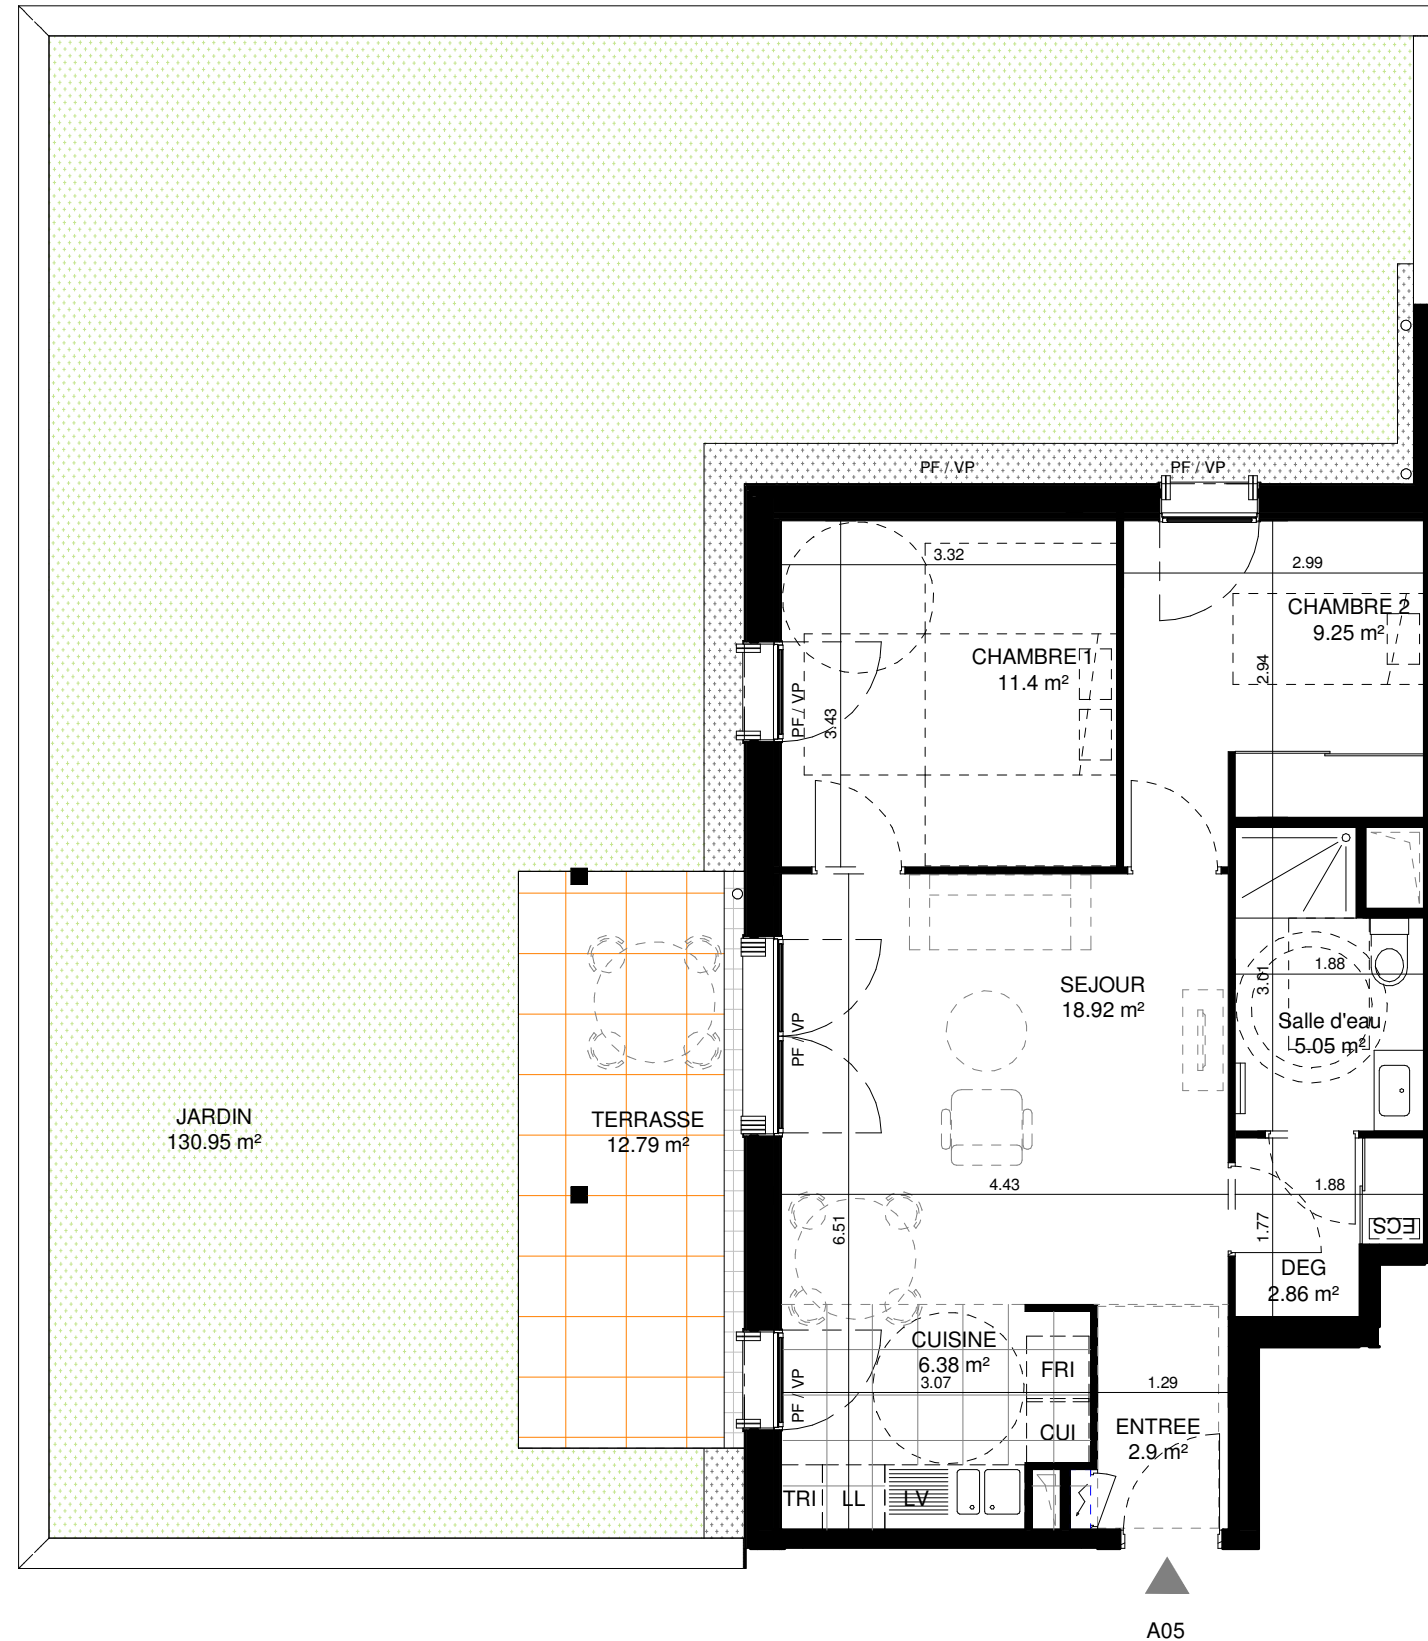 PF / VP
PF / VP
3.32
2.99
CHAMBRE 2
9.25 m²
CHAMBRE 1
11.4 m²
2.94
PF / VP
3.43
SEJOUR
18.92 m²
1.88
3.01
Salle d'eau
5.05 m²
PF / VP
JARDIN
130.95 m²
TERRASSE
12.79 m²
4.43
1.88
6.51
1.77
ECS
DEG
2.86 m²
CUISINE
6.38 m²
3.07
FRI
1.29
PF / VP
CUI
ENTREE
2.9 m²
TRI
LL
LV
A05